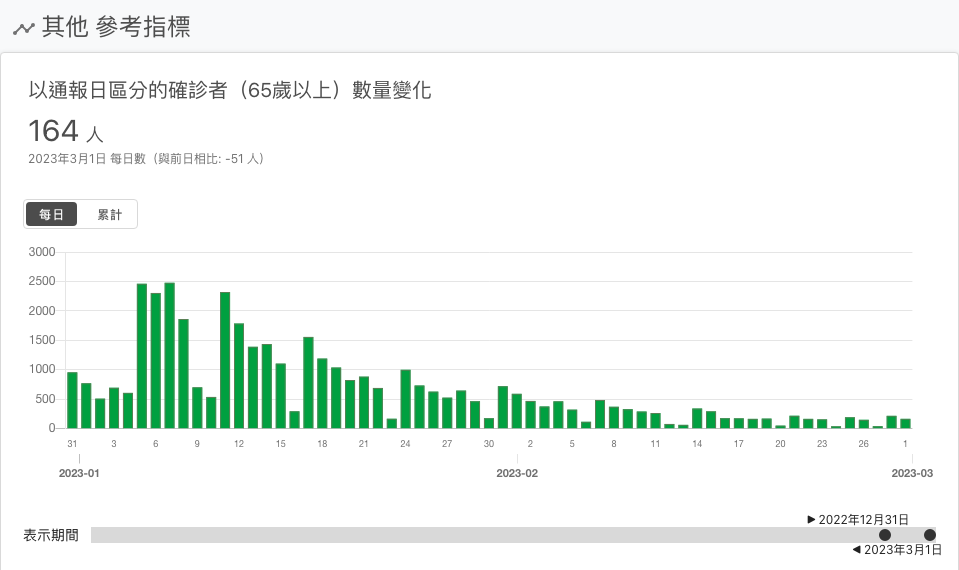 其他 參考指標
以通報日區分的確診者（65歲以上）數量變化
164 人
2023年3月1日 每日數（與前日相比: -51 人）
每日 累計
3000
2500
2000
1500
1000
500
0
31 3 6 9 12 15 18 21 24 27 30 2 5 8 11 14 17 20 23 26 1
2023-01 2023-02 2023-03
▶ 2022年12月31日
表示期間
◀ 2023年3月1日